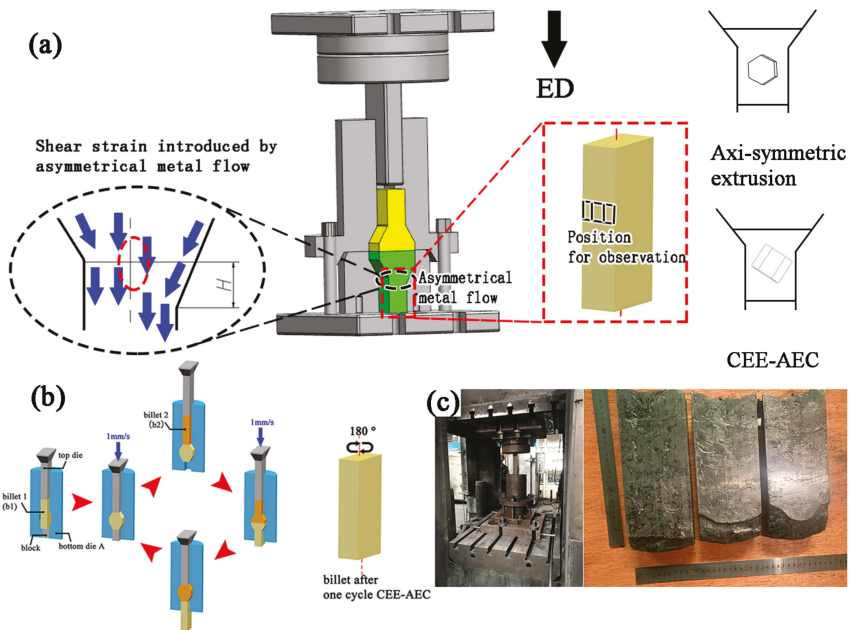 (a)
ED
Shear strain introduced by
asymmetrical metal flow
H
Asymmetrical
metal flow
Position
for observation
Axi-symmetric
extrusion
CEE-AEC
(b)
billet 2
(b2)
1mm/s
1mm/s
top die
billet 1
(b1)
block
bottom die A
180 °
billet after
one cycle CEE-AEC
(c)